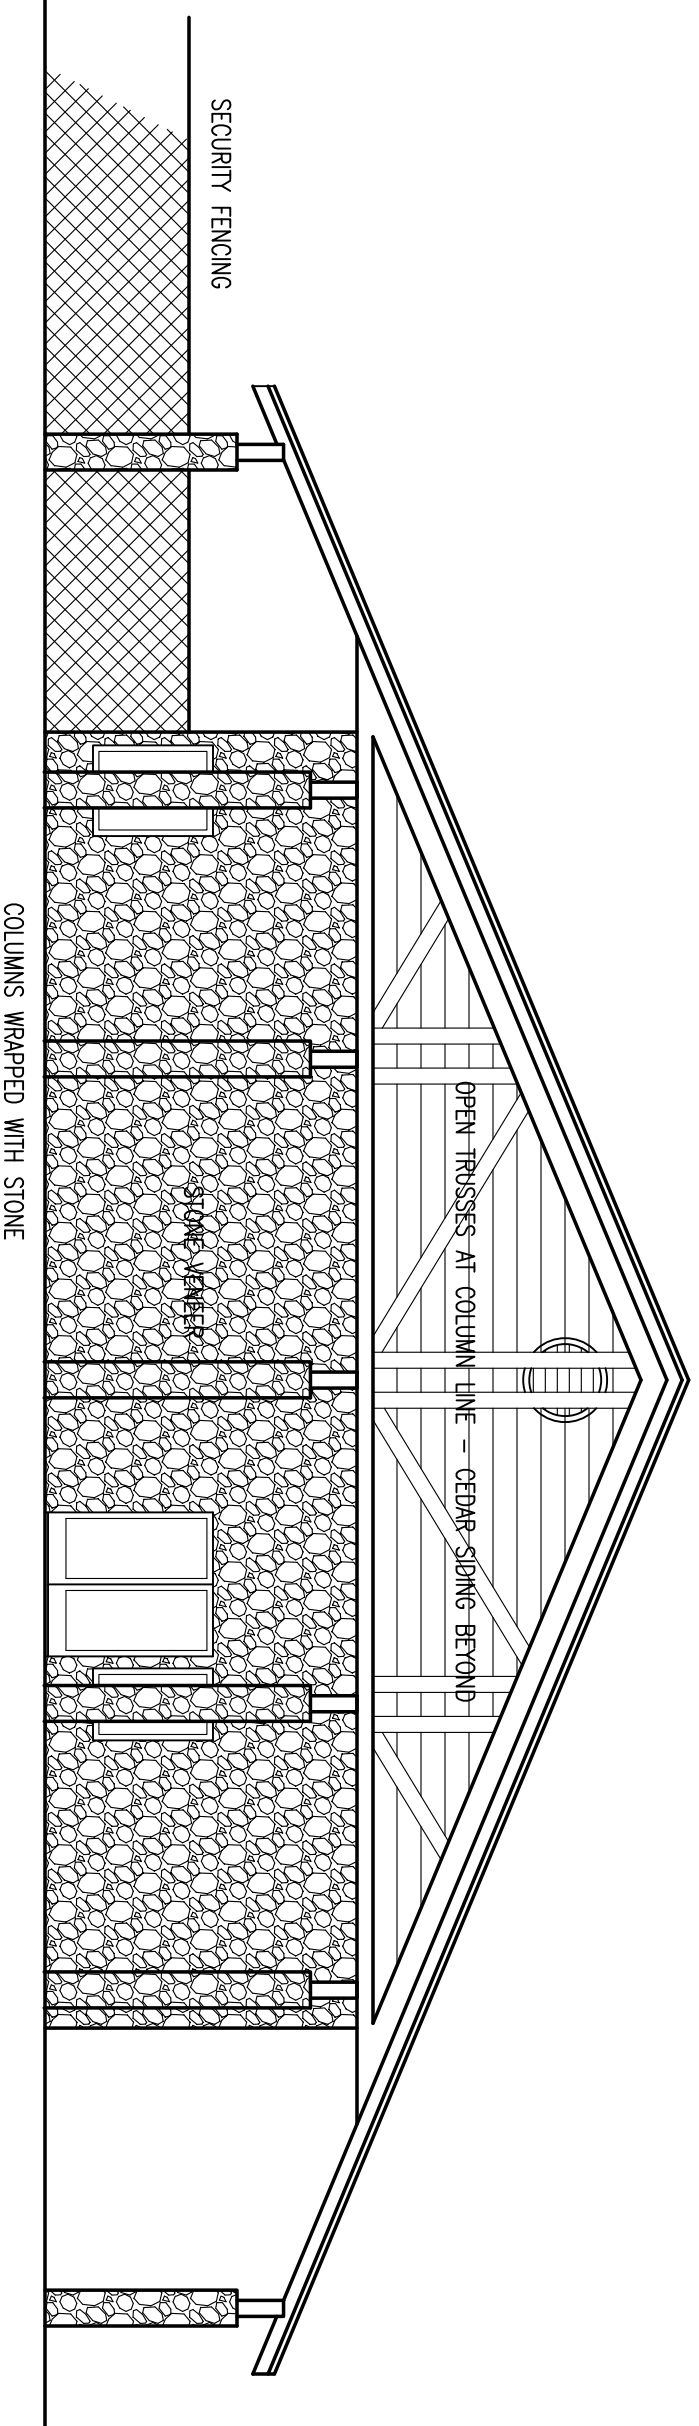 SECURITY FENCING
OPEN TRUSSES AT COLUMN LINE - CEDAR SIDING BEYOND
STONE VENEER
COLUMNS WRAPPED WITH STONE